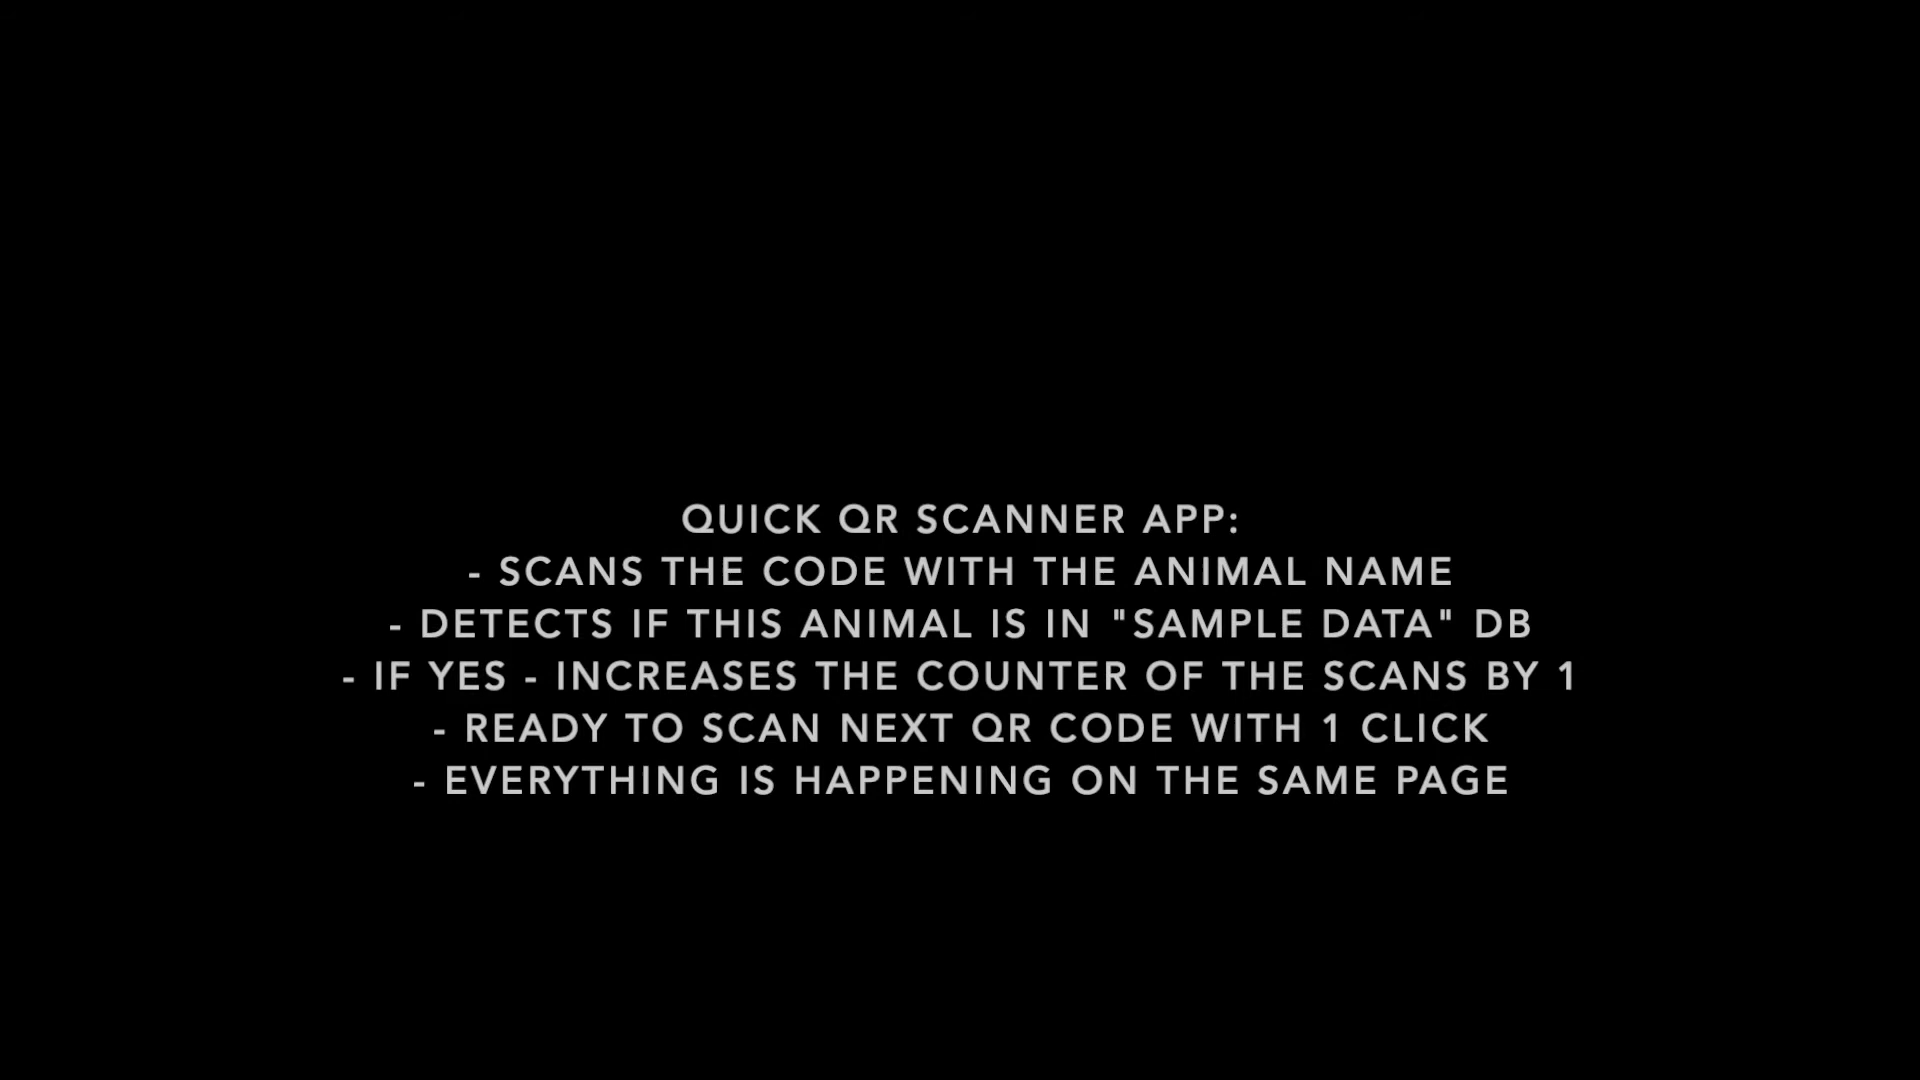 QUICK QR SCANNER APP:
- SCANS THE CODE WITH THE ANIMAL NAME
- DETECTS IF THIS ANIMAL IS IN "SAMPLE DATA" DB
- IF YES - INCREASES THE COUNTER OF THE SCANS BY 1
- READY TO SCAN NEXT QR CODE WITH 1 CLICK
- EVERYTHING IS HAPPENING ON THE SAME PAGE